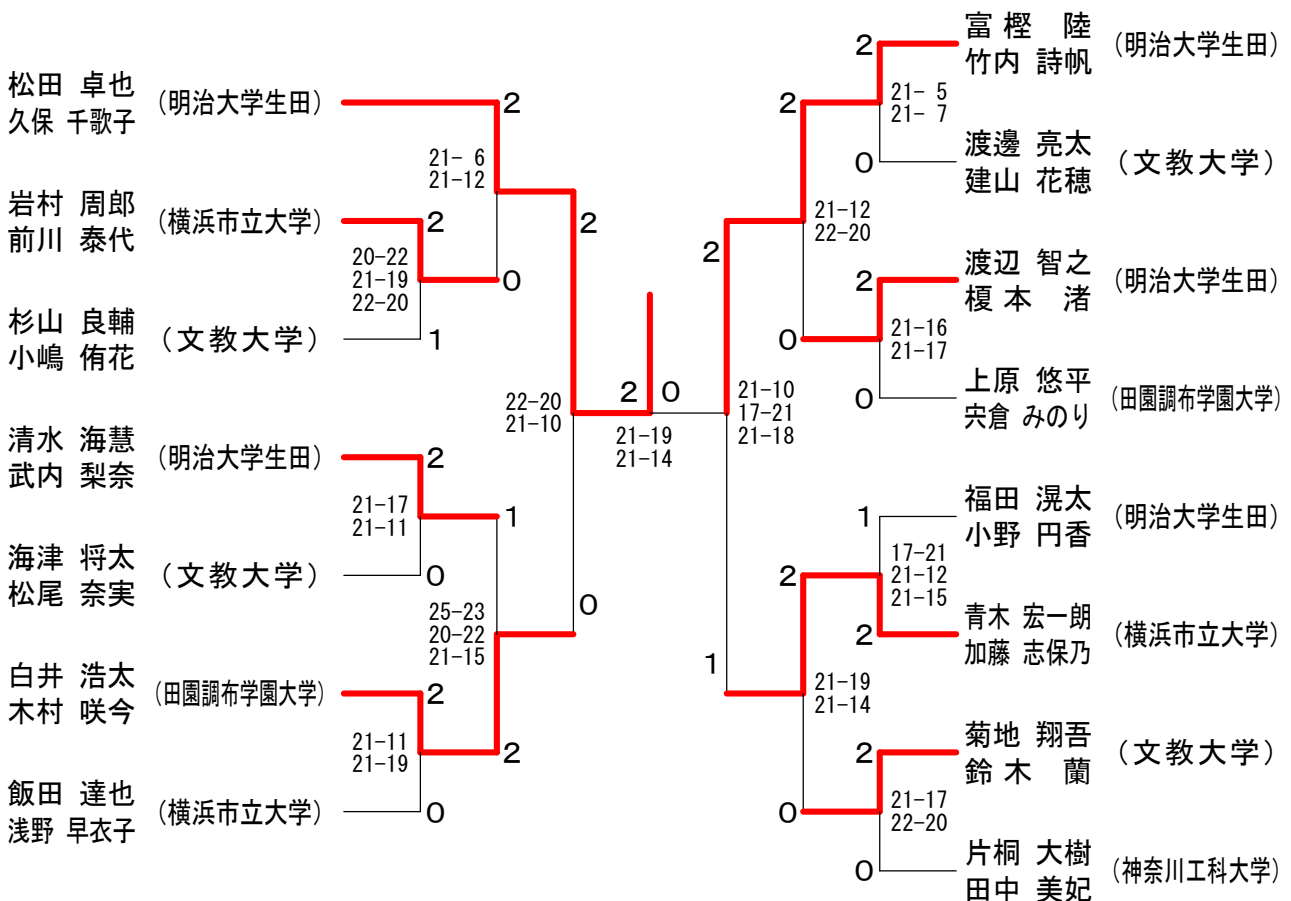 松田 卓也
久保 千歌子
(明治大学生田)
2
21- 6
21-12
岩村 周郎
前川 泰代
(横浜市立大学)
2
20-22
21-19
22-20
0
杉山 良輔
小嶋 侑花
(文教大学)
1
2
清水 海慧
武内 梨奈
(明治大学生田)
2
21-17
21-11
1
海津 将太
松尾 奈実
(文教大学)
0
22-20
21-10
25-23
20-22
21-15
0
白井 浩太
木村 咲今
(田園調布学園大学)
2
21-11
21-19
2
飯田 達也
浅野 早衣子
(横浜市立大学)
0
2
0
21-19
21-14
富樫 陸
竹内 詩帆
(明治大学生田)
2
21- 5
21- 7
2
渡邊 亮太
建山 花穂
(文教大学)
0
21-12
22-20
2
渡辺 智之
榎本 渚
(明治大学生田)
2
21-16
21-17
0
上原 悠平
宍倉 みのり
(田園調布学園大学)
0
21-10
17-21
21-18
福田 滉太
小野 円香
(明治大学生田)
1
17-21
21-12
21-15
2
青木 宏一朗
加藤 志保乃
(横浜市立大学)
2
1
21-19
21-14
菊地 翔吾
鈴木 蘭
(文教大学)
2
21-17
22-20
0
片桐 大樹
田中 美妃
(神奈川工科大学)
0